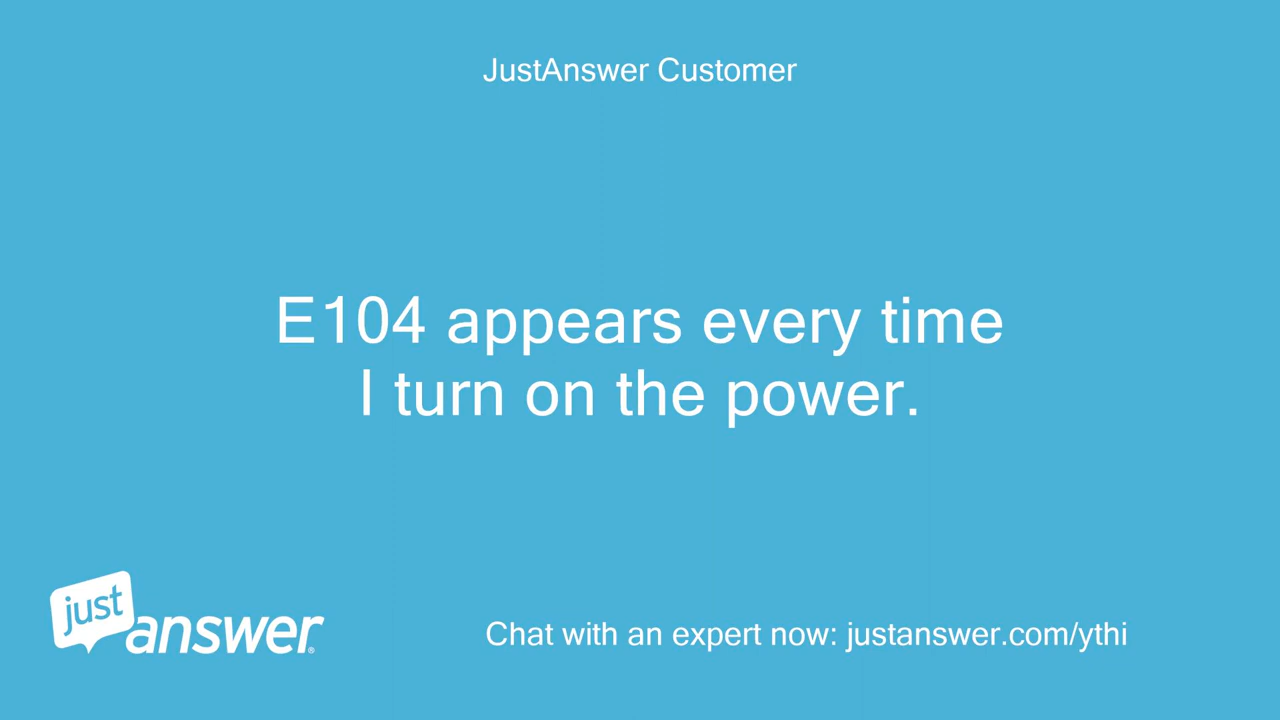 JustAnswer Customer
E104 appears every time
I turn on the power.
just
answer®
Chat with an expert now: justanswer.com/ythi